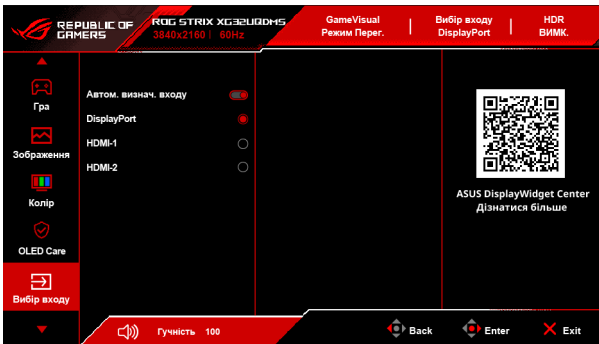 REPUBLIC OF
GAMERS
ROG STRIX XG32UQDMS
3840x2160 | 60Hz
GameVisual
Режим Перег.
Вибір входу
DisplayPort
HDR
ВИМК.
Гра
Зображення
Колір
OLED Care
Вибір входу
Автом. визнач. входу
DisplayPort
HDMI-1
HDMI-2
ASUS DisplayWidget Center
Дізнатися більше
Гучність 100
Back
Enter
Exit